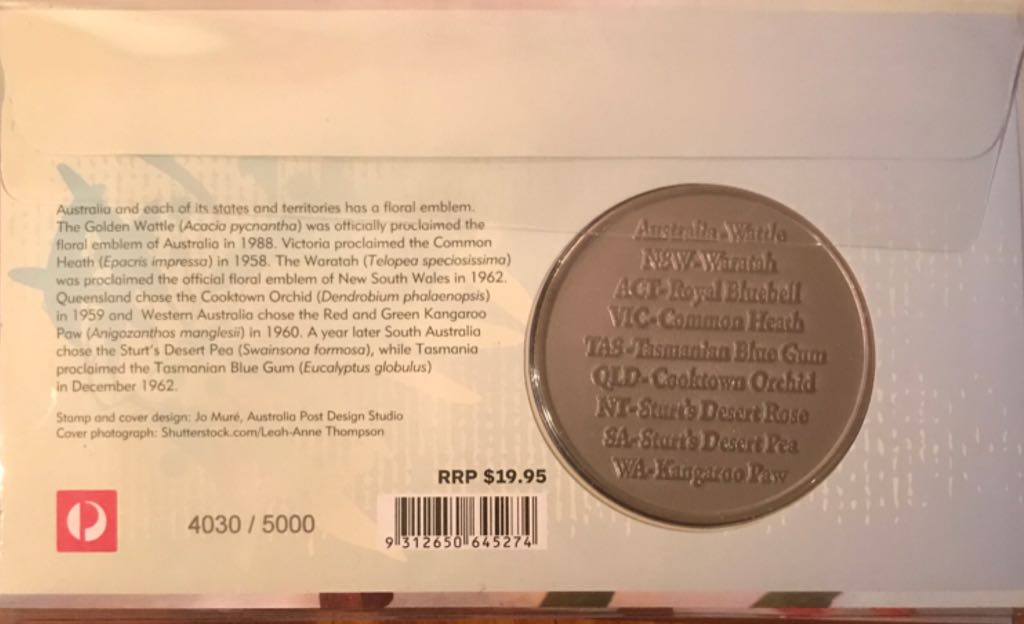 Australia and each of its states and territories has a floral emblem.
The Golden Wattle (Acacia pycnantha) was officially proclaimed the
floral emblem of Australia in 1988. Victoria proclaimed the Common
Heath (Epacris impressa) in 1958. The Waratah (Telopea speciosissima)
was proclaimed the official floral emblem of New South Wales in 1962.
Queensland chose the Cooktown Orchid (Dendrobium phalaenopsis)
in 1959 and Western Australia chose the Red and Green Kangaroo
Paw (Anigozanthos manglesii) in 1960. A year later South Australia
chose the Sturt's Desert Pea (Swainsona formosa), while Tasmania
proclaimed the Tasmanian Blue Gum (Eucalyptus globulus)
in December 1962.
Stamp and cover design: Jo Muré, Australia Post Design Studio
Cover photograph: Shutterstock.com/Leah-Anne Thompson
4030 / 5000
RRP $19.95
9 312650 645274
Australia-Wattle
NSW-Waratah
ACT-Royal Bluebell
VIC-Common Heath
TAS-Tasmanian Blue Gum
QLD-Cooktown Orchid
NT-Sturt's Desert Rose
SA-Sturt's Desert Pea
WA-Kangaroo Paw